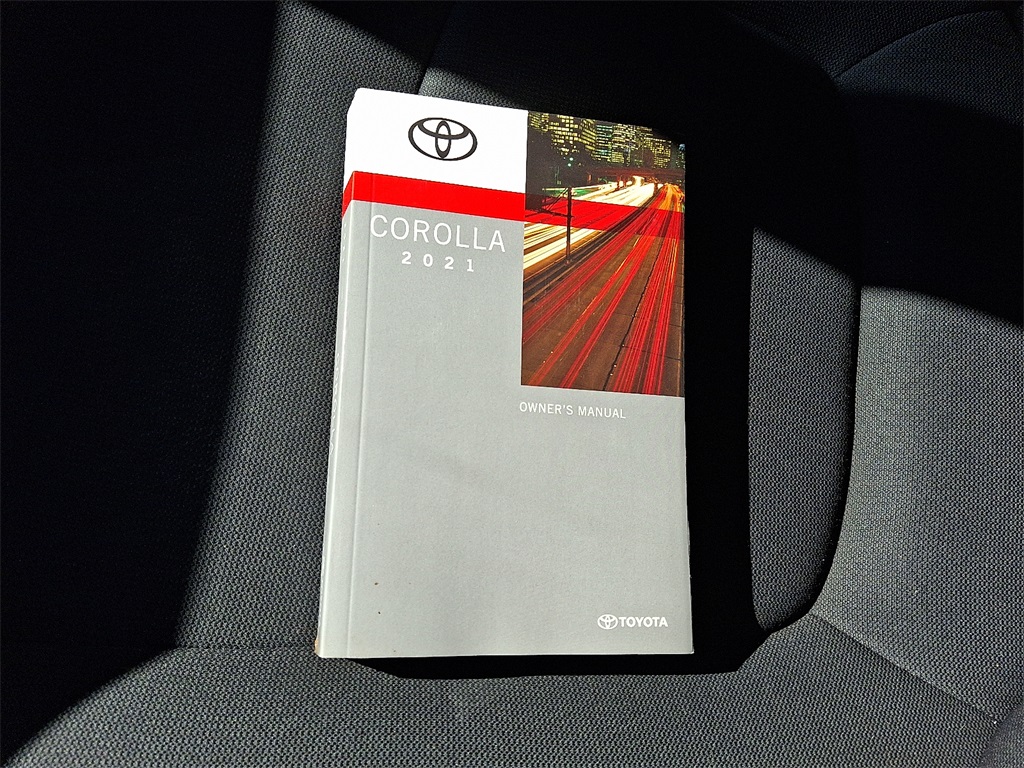 COROLLA
2021
OWNER'S MANUAL
TOYOTA